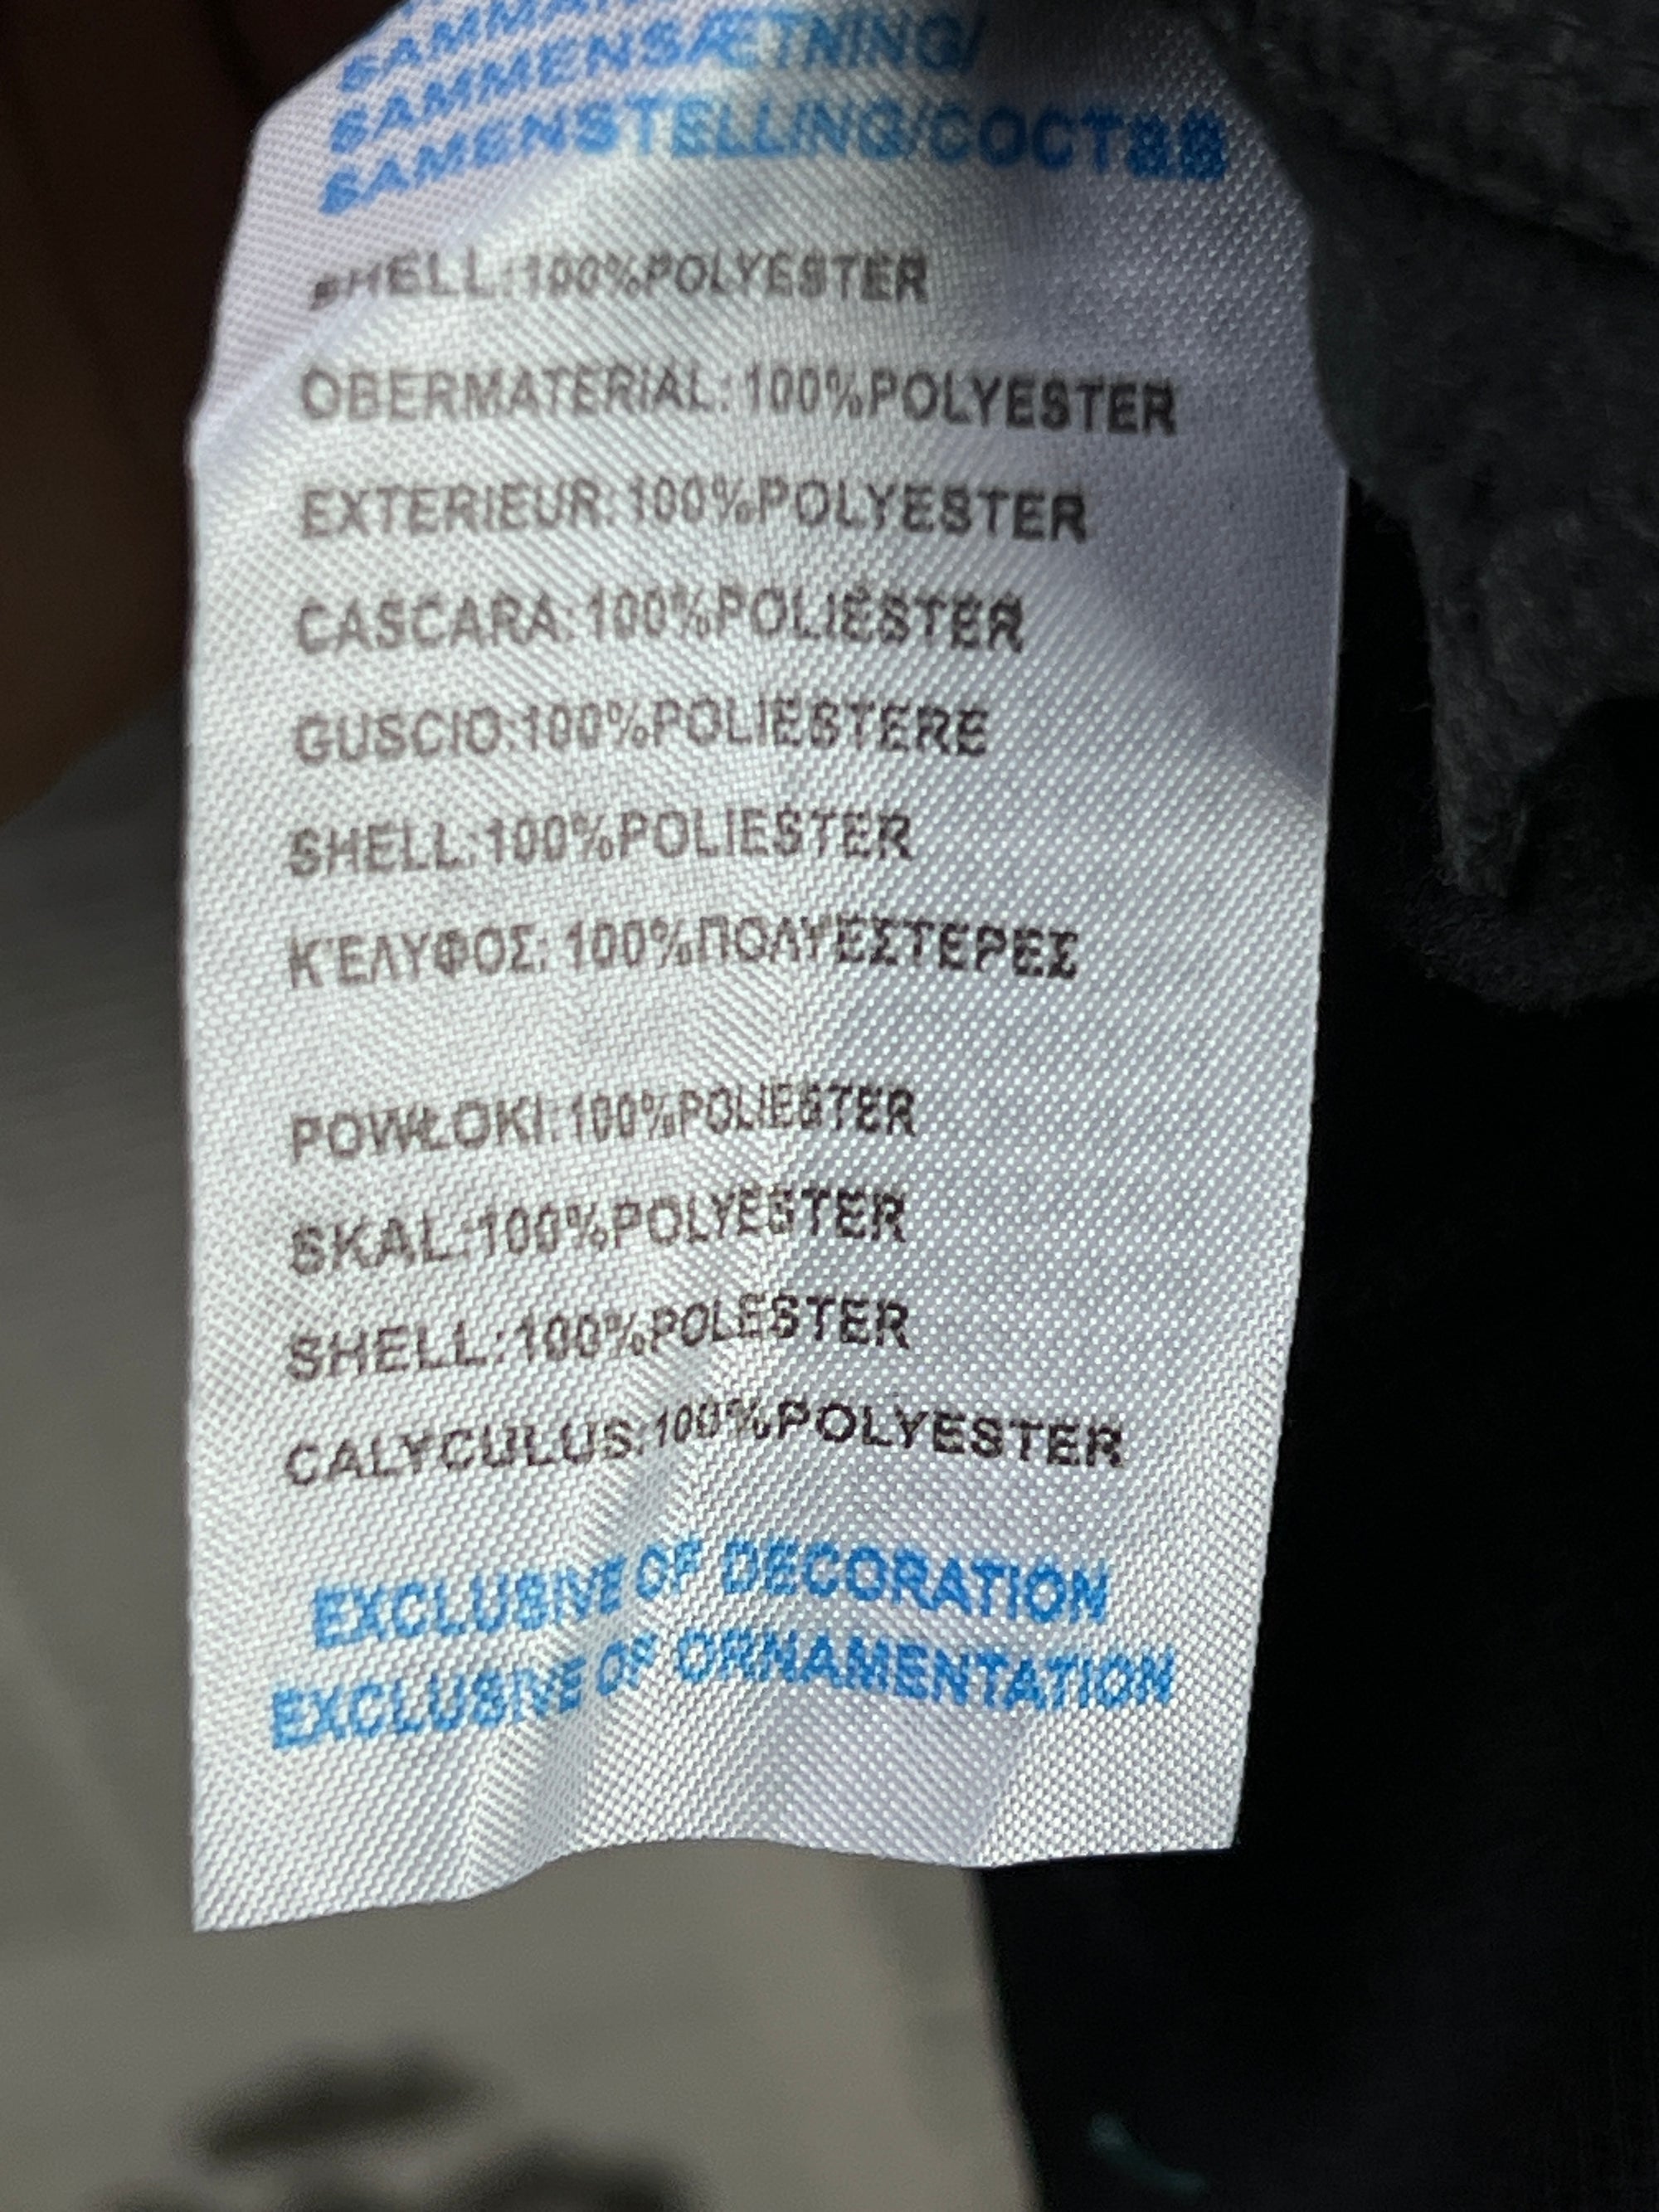 SAMMENSÆTNING/
SAMENSTELLING/COCTAB
SHELL:100%POLYESTER
OBERMATERIAL:100%POLYESTER
EXTERIEUR:100%POLYESTER
CASCARA:100%POLIÉSTER
GUSCIO:100%POLIESTERE
SHELL:100%POLIESTER
Κ'ΕΛΥΦΟΣ: 100%ΠΟΛΥΕΣΤΕΡΕΣ
POWŁOKI:100%POLIESTER
SKAL:100%POLYESTER
SHELL:100%POLESTER
CALYCULUS:100%POLYESTER
EXCLUSIVE OF DECORATION
EXCLUSIVE OF ORNAMENTATION